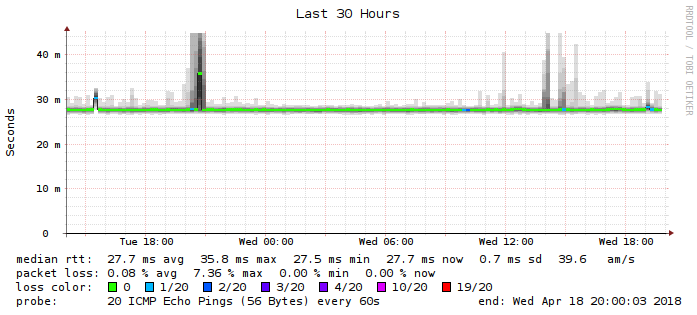 Last 30 Hours
RRDTOOL / TOBI OETIKER
Seconds
40 m
30 m
20 m
10 m
0
Tue 18:00 Wed 00:00 Wed 06:00 Wed 12:00 Wed 18:00
median rtt: 27.7 ms avg 35.8 ms max 27.5 ms min 27.7 ms now 0.7 ms sd 39.6 am/s
packet loss: 0.08 % avg 7.36 % max 0.00 % min 0.00 % now
loss color: 0 1/20 2/20 3/20 4/20 10/20 19/20
probe: 20 ICMP Echo Pings (56 Bytes) every 60s end: Wed Apr 18 20:00:03 2018